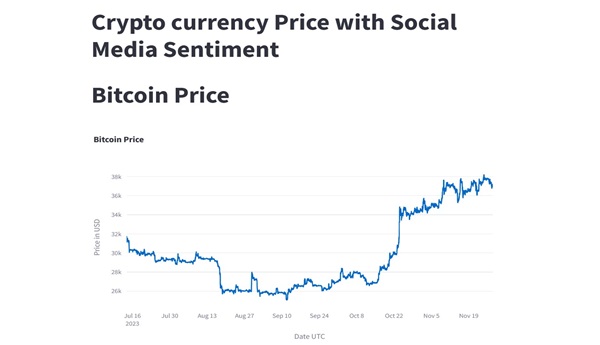 Crypto currency Price with Social
Media Sentiment
Bitcoin Price
Bitcoin Price
Price in USD
38k
36k
34k
32k
30k
28k
26k
Jul 16
2023
Jul 30
Aug 13
Aug 27
Sep 10
Sep 24
Oct 8
Oct 22
Nov 5
Nov 19
Date UTC